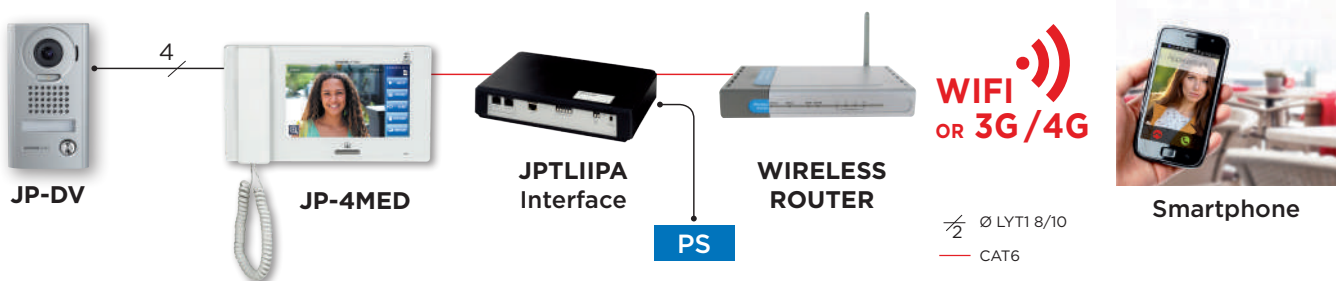 4
JP-DV
JP-4MED
JPTLIIPA
Interface
PS
WIRELESS
ROUTER
WIFI
OR 3G/4G
2 Ø LYT1 8/10
CAT6
Smartphone